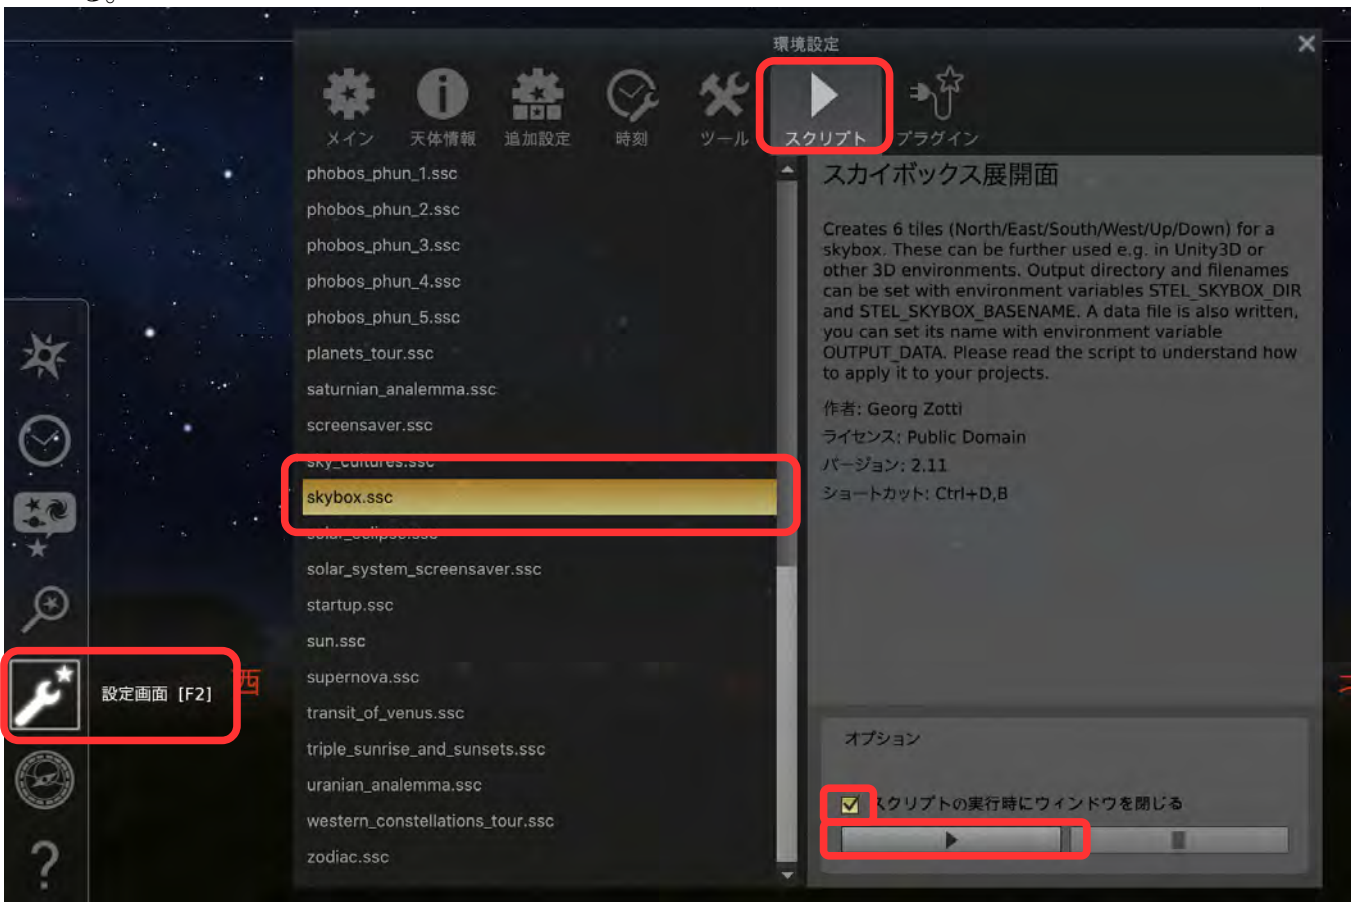 る。
環境設定
メイン 天体情報 追加設定 時刻 ツール スクリプト プラグイン
phobos_phun_1.ssc
phobos_phun_2.ssc
phobos_phun_3.ssc
phobos_phun_4.ssc
phobos_phun_5.ssc
planets_tour.ssc
saturnian_analemma.ssc
screensaver.ssc
sky_cultures.ssc
skybox.ssc
solar_eclipse.ssc
solar_system_screensaver.ssc
startup.ssc
sun.ssc
supernova.ssc
transit_of_venus.ssc
triple_sunrise_and_sunsets.ssc
uranian_analemma.ssc
western_constellations_tour.ssc
zodiac.ssc
スカイボックス展開面
Creates 6 tiles (North/East/South/West/Up/Down) for a
skybox. These can be further used e.g. in Unity3D or
other 3D environments. Output directory and filenames
can be set with environment variables STEL_SKYBOX_DIR
and STEL_SKYBOX_BASENAME. A data file is also written,
you can set its name with environment variable
OUTPUT_DATA. Please read the script to understand how
to apply it to your projects.
作者: Georg Zotti
ライセンス: Public Domain
バージョン: 2.11
ショートカット: Ctrl+D,B
設定画面 [F2]
西
オプション
スクリプトの実行時にウィンドウを閉じる